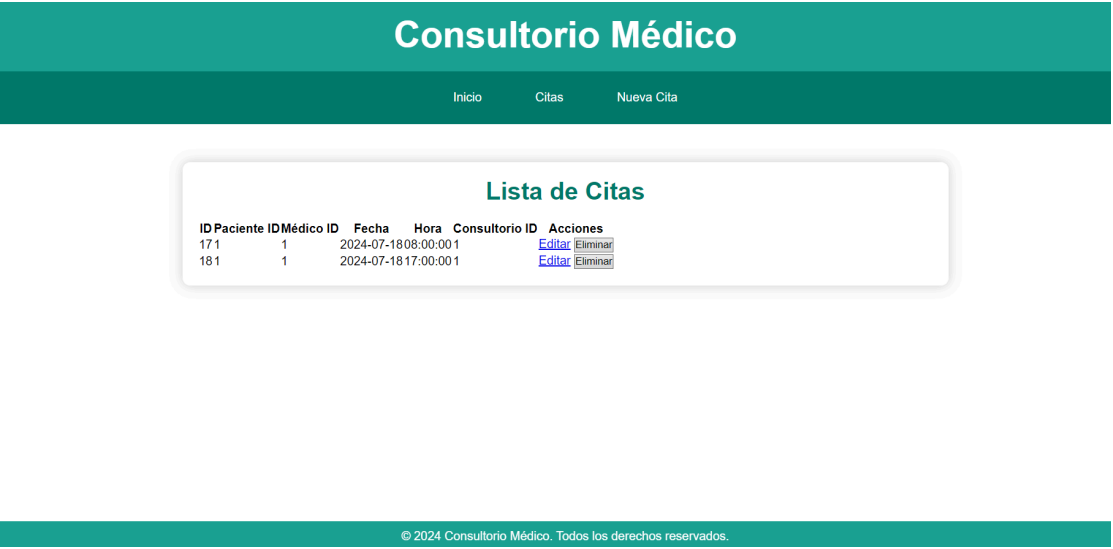 Consultorio Médico
Inicio Citas Nueva Cita
Lista de Citas
ID Paciente ID Médico ID Fecha Hora Consultorio ID Acciones
17 1 1 2024-07-18 08:00:00 1 Editar Eliminar
18 1 1 2024-07-18 17:00:00 1 Editar Eliminar
© 2024 Consultorio Médico. Todos los derechos reservados.